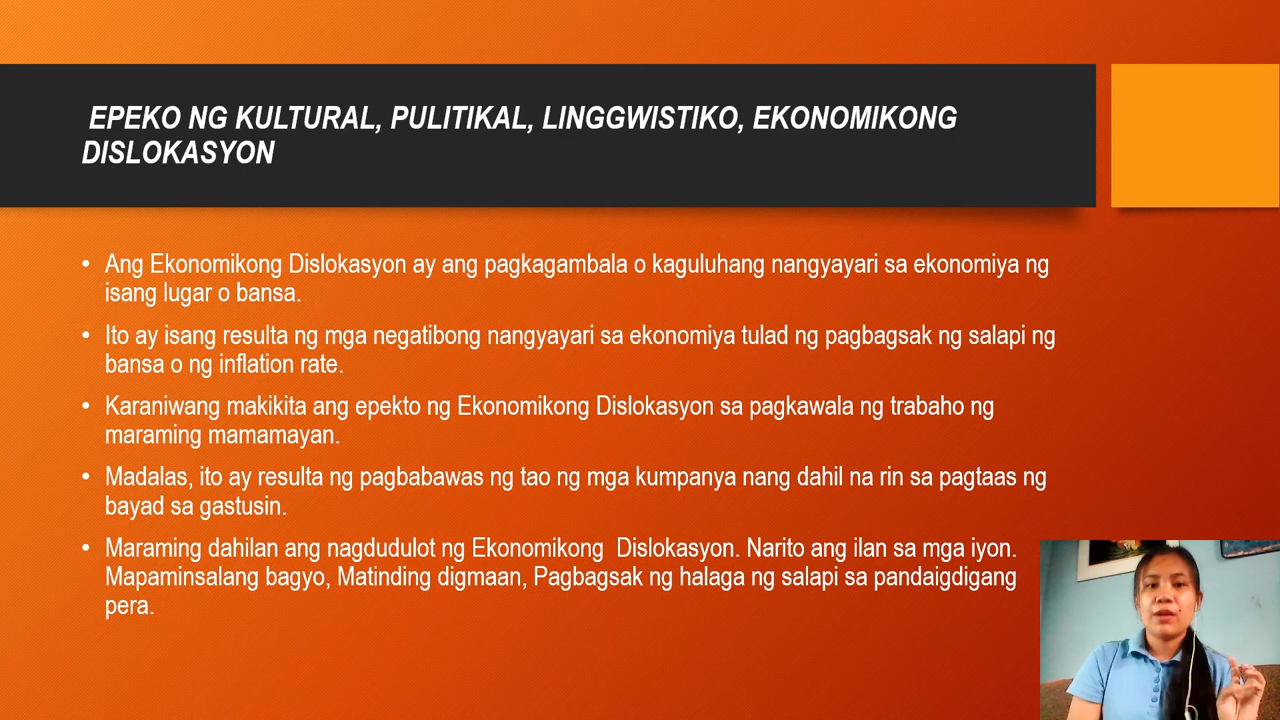 EPEKO NG KULTURAL, PULITIKAL, LINGGWISTIKO, EKONOMIKONG
DISLOKASYON
• Ang Ekonomikong Dislokasyon ay ang pagkagambala o kaguluhang nangyayari sa ekonomiya ng
isang lugar o bansa.
• Ito ay isang resulta ng mga negatibong nangyayari sa ekonomiya tulad ng pagbagsak ng salapi ng
bansa o ng inflation rate.
• Karaniwang makikita ang epekto ng Ekonomikong Dislokasyon sa pagkawala ng trabaho ng
maraming mamamayan.
• Madalas, ito ay resulta ng pagbabawas ng tao ng mga kumpanya nang dahil na rin sa pagtaas ng
bayad sa gastusin.
• Maraming dahilan ang nagdudulot ng Ekonomikong  Dislokasyon. Narito ang ilan sa mga iyon.
Mapaminsalang bagyo, Matinding digmaan, Pagbagsak ng halaga ng salapi sa pandaigdigang
pera.